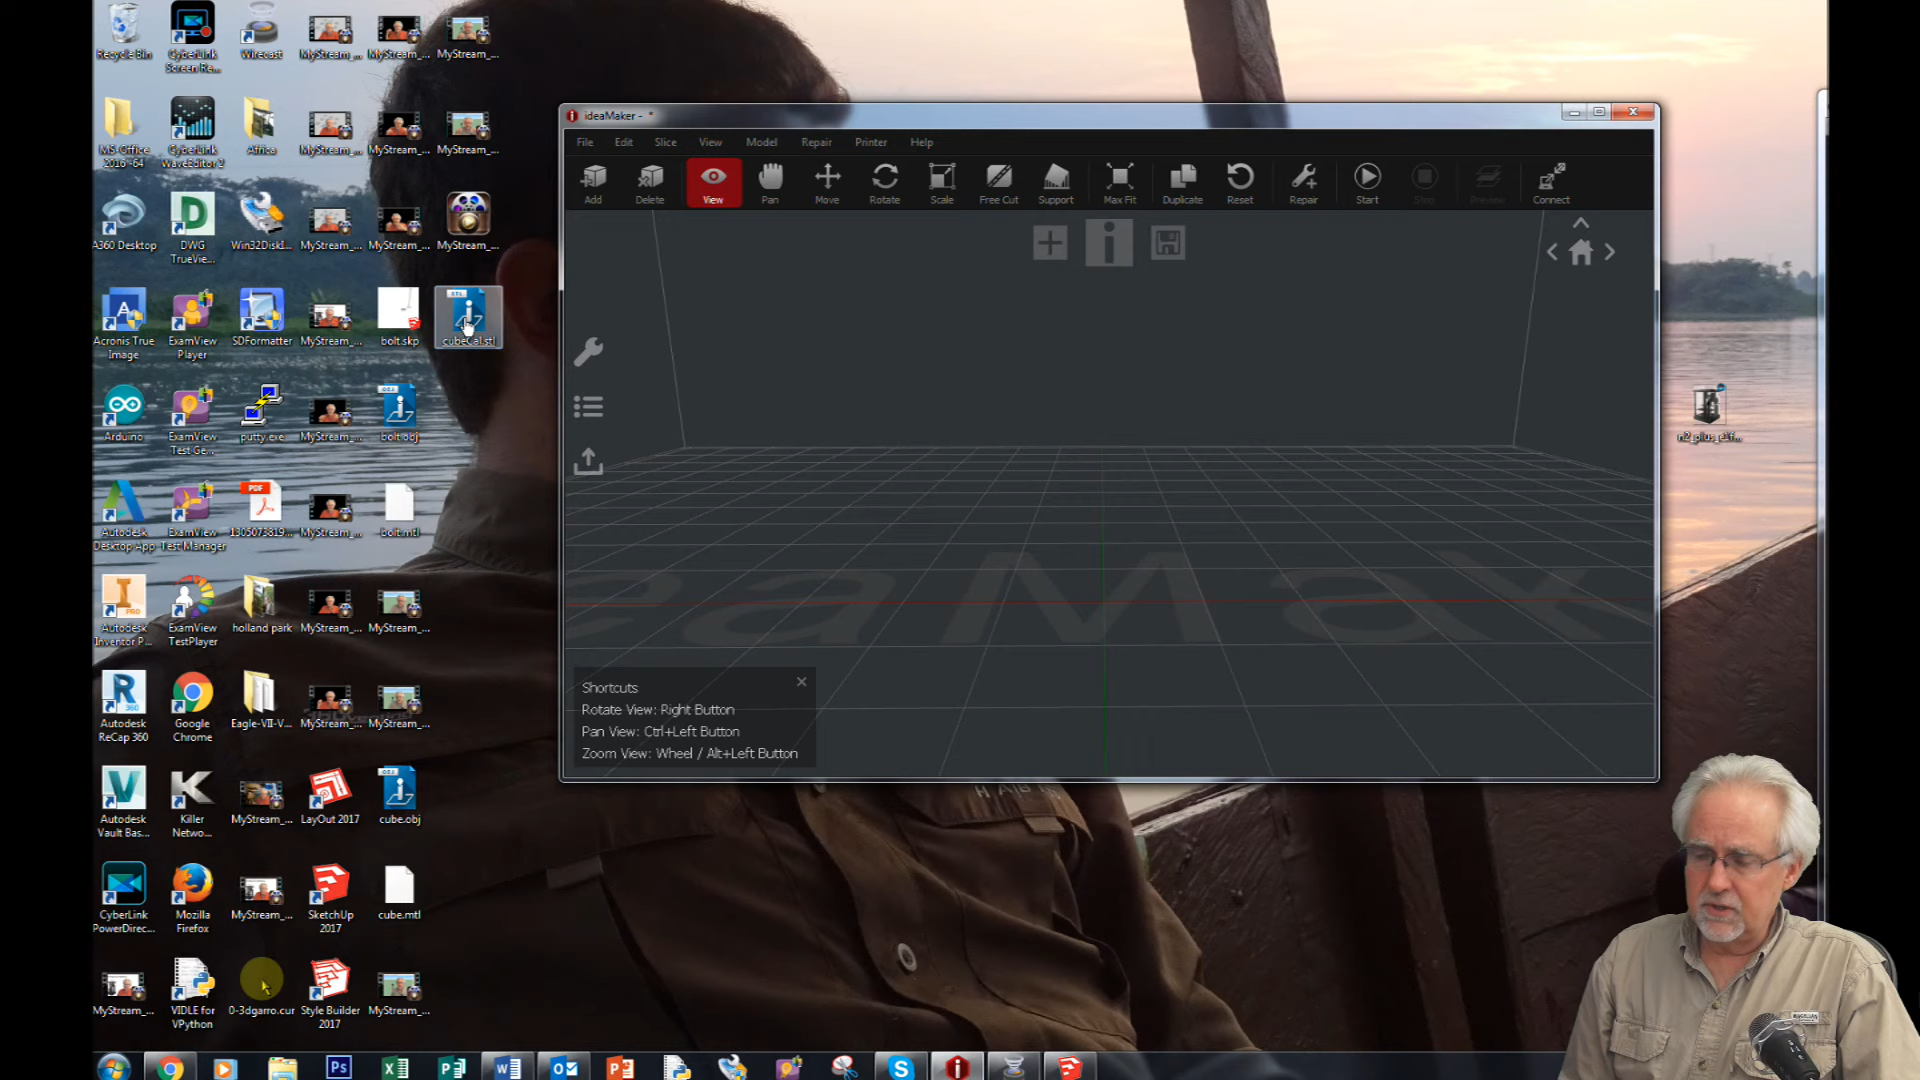 Recycle Bin
CyberLink Screen Re...
Wirecast
MyStream_...
MyStream_...
MyStream_...
MS-Office 2016 -64
CyberLink WaveEditor 2
Africa
MyStream_...
MyStream_...
MyStream_...
A360 Desktop
DWG TrueVie...
Win32DiskI...
MyStream_...
MyStream_...
MyStream_...
Acronis True Image
ExamView Player
SDFormatter
MyStream_...
bolt.skp
cubeCal.stl
Arduino
ExamView Test Ge...
putty.exe
MyStream_...
bolt.obj
Autodesk Desktop App
ExamView Test Manager
1305073819...
MyStream_...
bolt.mtl
Autodesk Inventor P...
ExamView TestPlayer
holland park
MyStream_...
MyStream_...
Autodesk ReCap 360
Google Chrome
Eagle-VII-V...
MyStream_...
MyStream_...
Autodesk Vault Bas...
Killer Netwo...
MyStream_...
LayOut 2017
cube.obj
CyberLink PowerDirec...
Mozilla Firefox
MyStream_...
SketchUp 2017
cube.mtl
MyStream_...
VIDLE for VPython
0-3dgarro.cur
Style Builder 2017
MyStream_...
ideaMaker - *
File Edit Slice View Model Repair Printer Help
Add Delete View Pan Move Rotate Scale Free Cut Support Max Fit Duplicate Reset Repair Start Stop Preview Connect
eaMa
Shortcuts
Rotate View: Right Button
Pan View: Ctrl+Left Button
Zoom View: Wheel / Alt+Left Button
n2_plus_e1f...